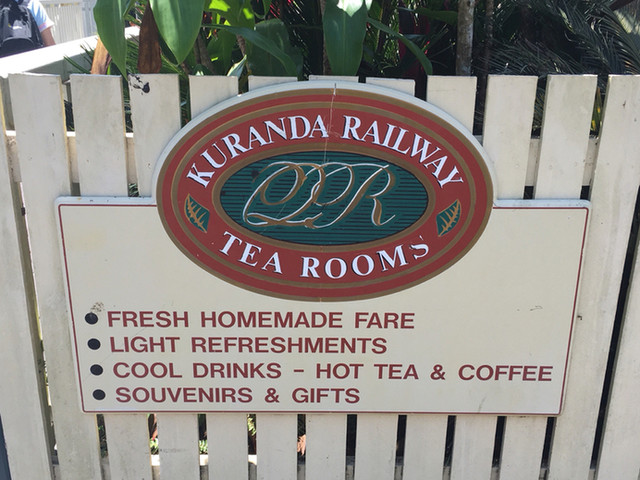 KURANDA RAILWAY
QR
TEA ROOMS
• FRESH HOMEMADE FARE
• LIGHT REFRESHMENTS
• COOL DRINKS - HOT TEA & COFFEE
• SOUVENIRS & GIFTS